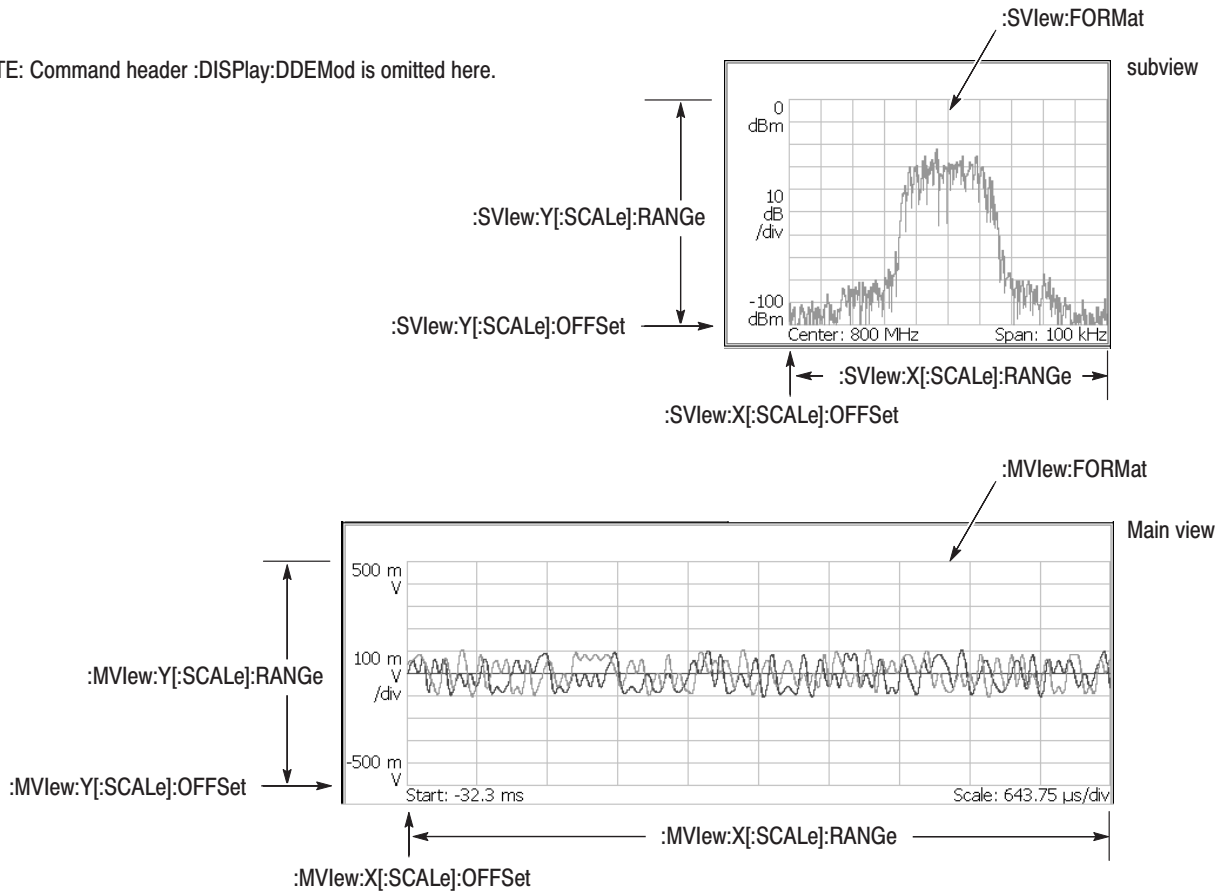 :SVIew:FORMat
TE: Command header :DISPlay:DDEMod is omitted here.
subview
0
dBm
:SVIew:Y[:SCALe]:RANGe
10
dB
/div
:SVIew:Y[:SCALe]:OFFSet
-100
dBm
Center: 800 MHz Span: 100 kHz
:SVIew:X[:SCALe]:RANGe
:SVIew:X[:SCALe]:OFFSet
:MVIew:FORMat
Main view
500 m
V
:MVIew:Y[:SCALe]:RANGe
100 m
V
/div
:MVIew:Y[:SCALe]:OFFSet
-500 m
V
Start: -32.3 ms Scale: 643.75 µs/div
:MVIew:X[:SCALe]:RANGe
:MVIew:X[:SCALe]:OFFSet